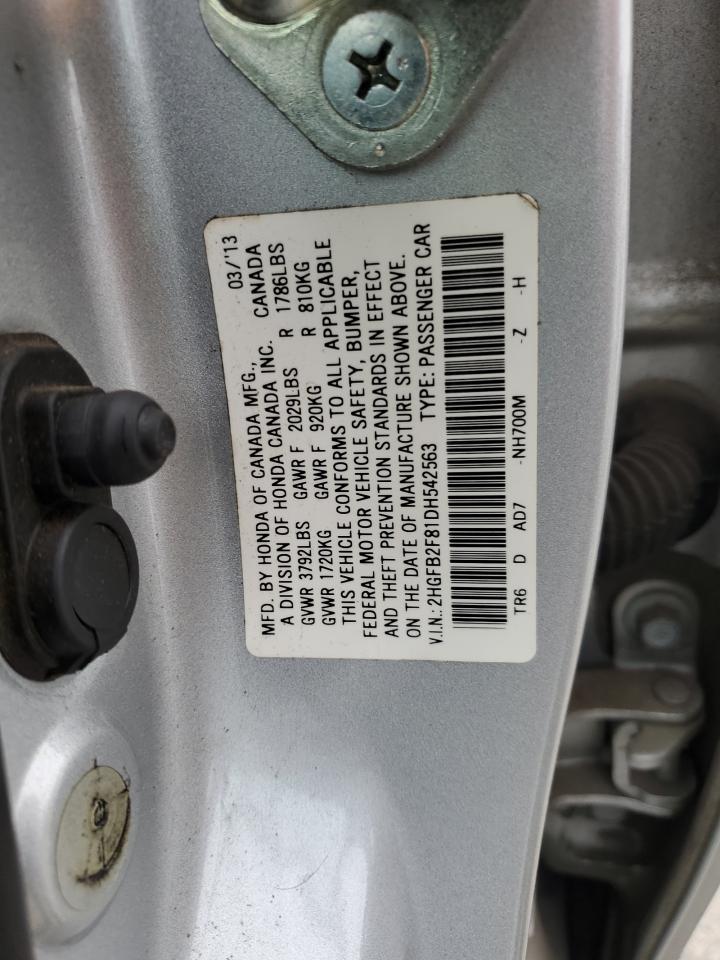 MFD. BY HONDA OF CANADA MFG., 03/'13
A DIVISION OF HONDA CANADA INC. CANADA
GVWR 3792LBS GAWR F 2029LBS R 1786LBS
GVWR 1720KG GAWR F 920KG R 810KG
THIS VEHICLE CONFORMS TO ALL APPLICABLE
FEDERAL MOTOR VEHICLE SAFETY, BUMPER,
AND THEFT PREVENTION STANDARDS IN EFFECT
ON THE DATE OF MANUFACTURE SHOWN ABOVE.
V.I.N.: 2HGFB2F81DH542563 TYPE: PASSENGER CAR
TR6 D AD7 -NH700M -Z -H